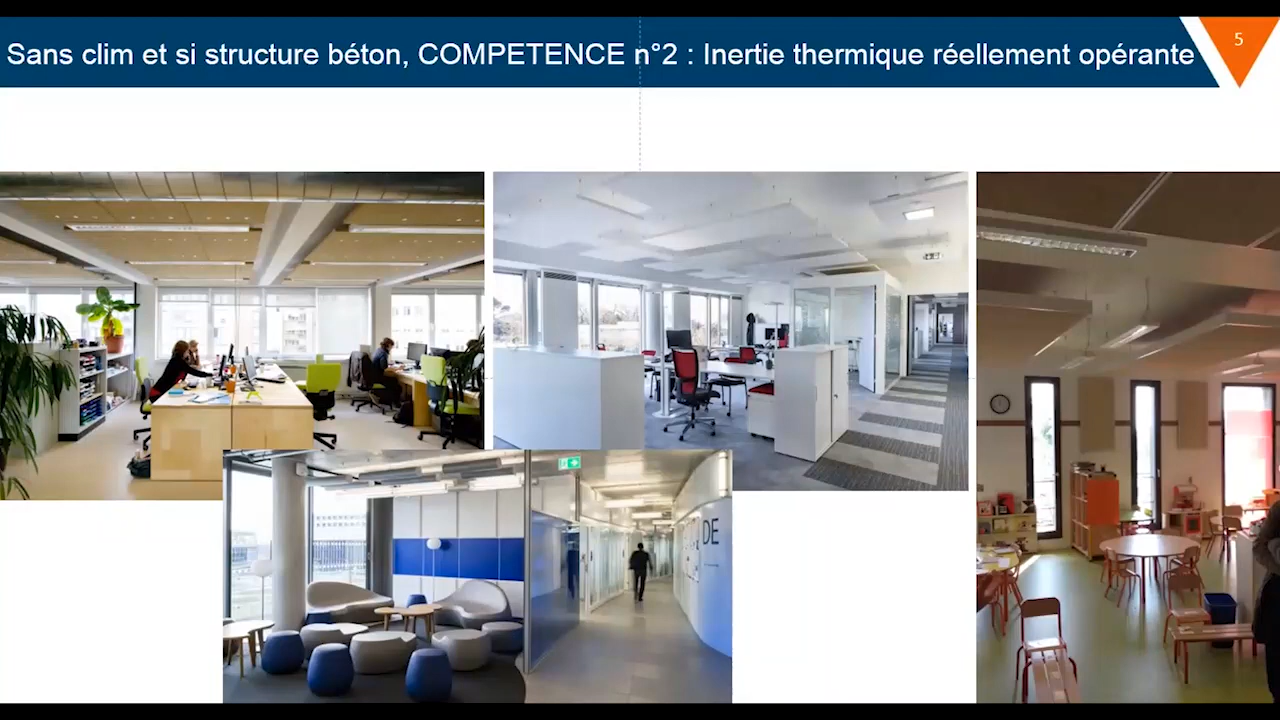 Sans clim et si structure béton, COMPETENCE n°2 : Inertie thermique réellement opérante
5
DE